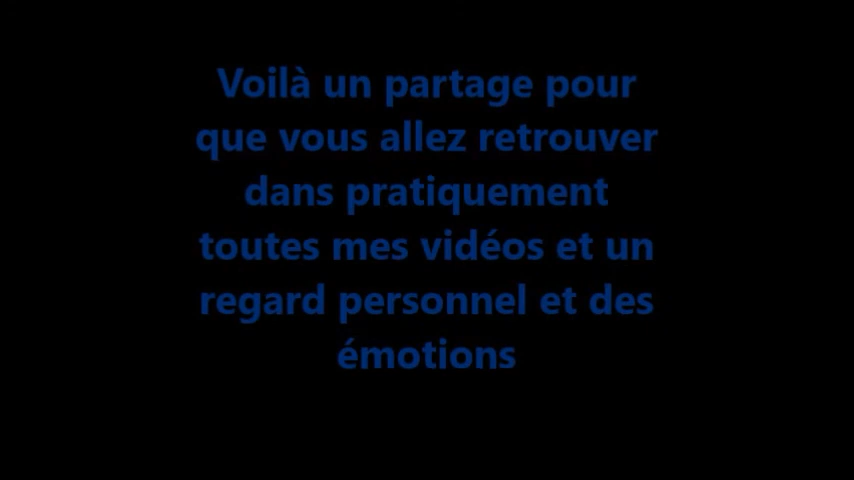 Voilà un partage pour
que vous allez retrouver
dans pratiquement
toutes mes vidéos et un
regard personnel et des
émotions